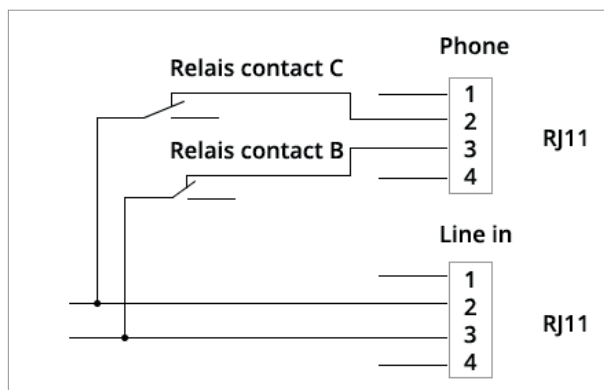 Phone
Relais contact C
1
2
RJ11
3
Relais contact B
4
Line in
1
2
RJ11
3
4